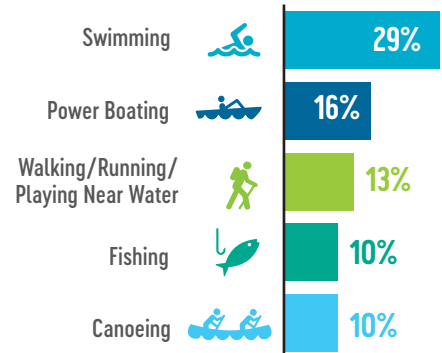 Swimming
29%
Power Boating
16%
Walking/Running/
Playing Near Water
13%
Fishing
10%
Canoeing
10%